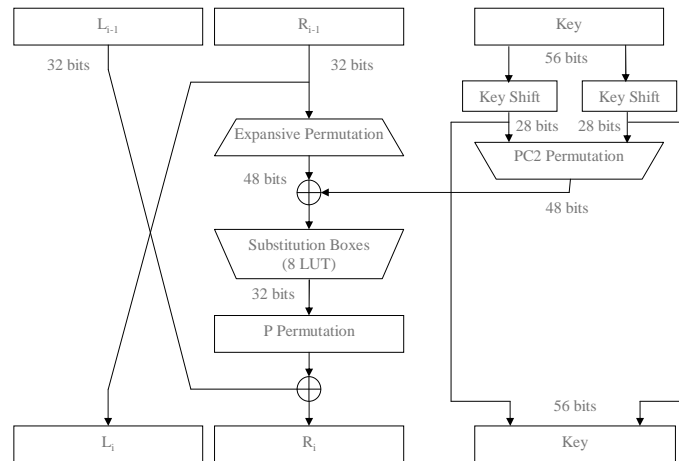 L_{i-1}
R_{i-1}
Key
32 bits
32 bits
56 bits
Key Shift
Key Shift
28 bits
28 bits
Expansive Permutation
PC2 Permutation
48 bits
48 bits
Substitution Boxes
(8 LUT)
32 bits
P Permutation
56 bits
L_i
R_i
Key